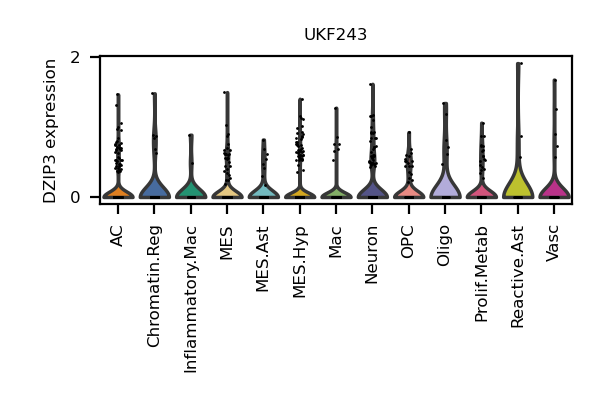 UKF243
DZIP3 expression
2
0
AC
Chromatin.Reg
Inflammatory.Mac
MES
MES.Ast
MES.Hyp
Mac
Neuron
OPC
Oligo
Prolif.Metab
Reactive.Ast
Vasc